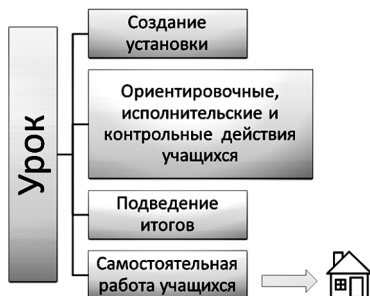 Урок
Создание
установки
Ориентировочные,
исполнительские и
контрольные действия
учащихся
Подведение
итогов
Самостоятельная
работа учащихся